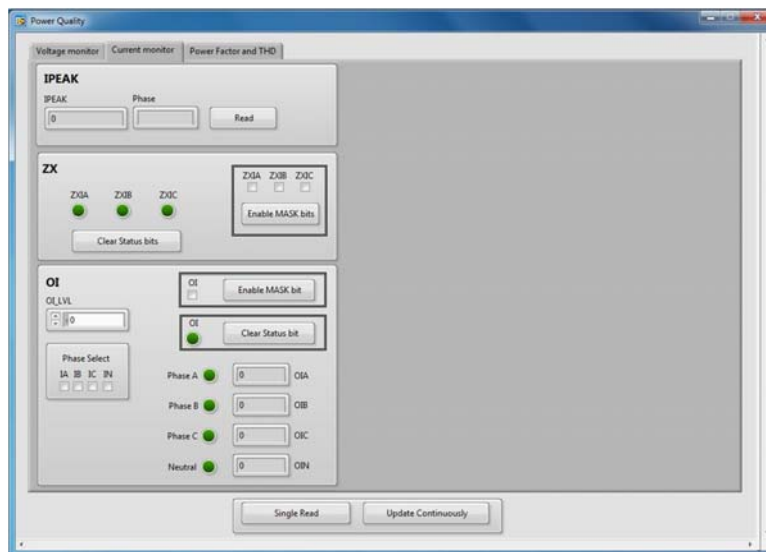 Power Quality
Voltage monitor Current monitor Power Factor and THD
IPEAK
IPEAK Phase
0 Read
ZX
ZXIA ZXIB ZXIC
ZXIA ZXIB ZXIC
Enable MASK bits
Clear Status bits
OI
OI_LVL
0
OI Enable MASK bit
OI Clear Status bit
Phase Select
IA IB IC IN
Phase A 0 OIA
Phase B 0 OIB
Phase C 0 OIC
Neutral 0 OIN
Single Read Update Continuously